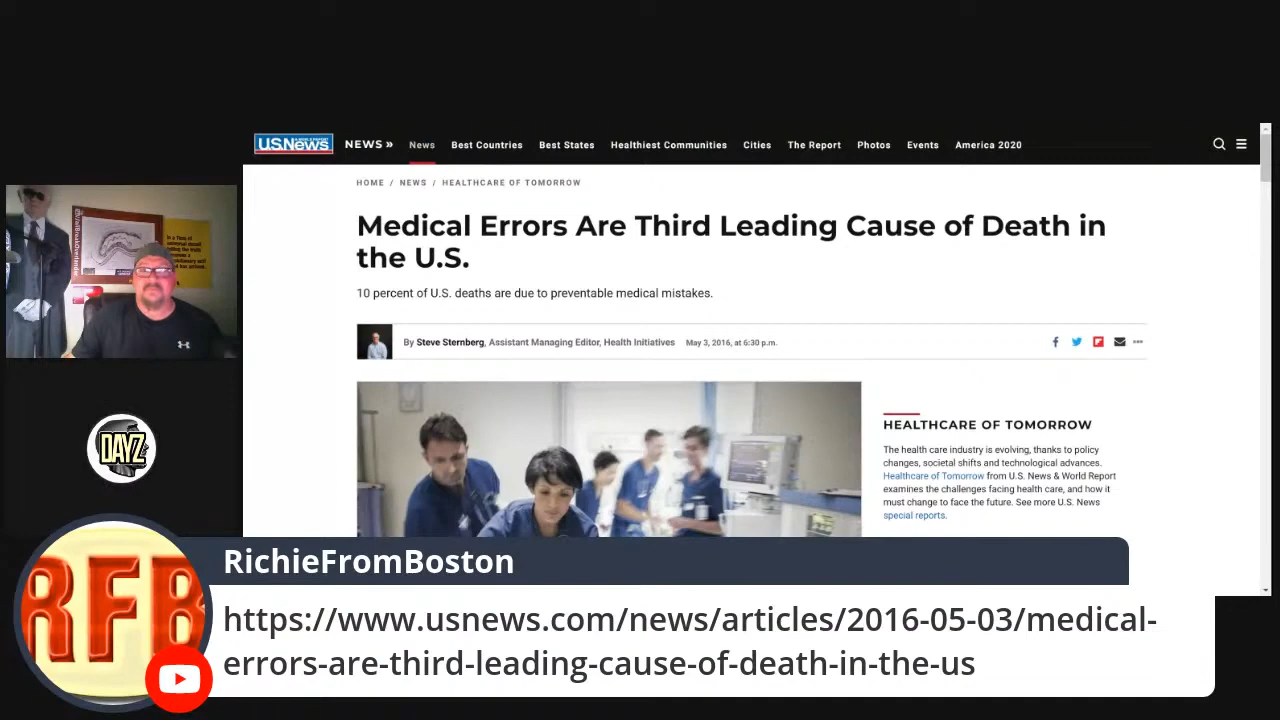 U.S.News
NEWS »
News
Best Countries
Best States
Healthiest Communities
Cities
The Report
Photos
Events
America 2020
HOME / NEWS / HEALTHCARE OF TOMORROW
Medical Errors Are Third Leading Cause of Death in
the U.S.
10 percent of U.S. deaths are due to preventable medical mistakes.
By Steve Sternberg, Assistant Managing Editor, Health Initiatives May 3, 2016, at 6:30 p.m.
HEALTHCARE OF TOMORROW
The health care industry is evolving, thanks to policy
changes, societal shifts and technological advances.
Healthcare of Tomorrow from U.S. News & World Report
examines the challenges facing health care, and how it
must change to face the future. See more U.S. News
special reports.
In a Time of
DAYZ
RFB
RichieFromBoston
https://www.usnews.com/news/articles/2016-05-03/medical-
errors-are-third-leading-cause-of-death-in-the-us